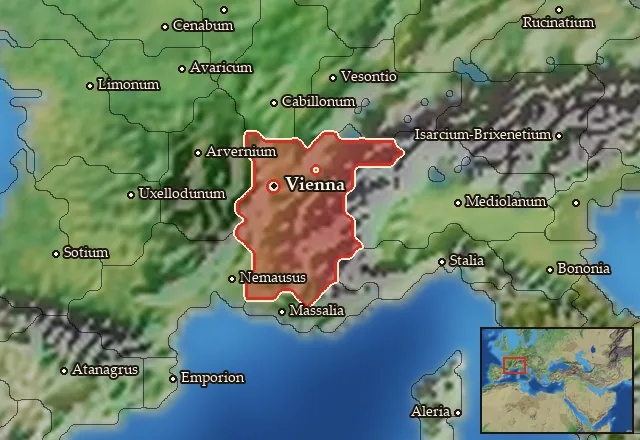 Rucinatium
Cenabum
Avaricum
Vesontio
Limonum
Cabillonum
Isarcium-Brixenetium
Arvernium
Vienna
Uxellodunum
Mediolanum
Sotium
Stalia
Bononia
Nemausus
Massalia
Atanagrus
Emporion
Aleria